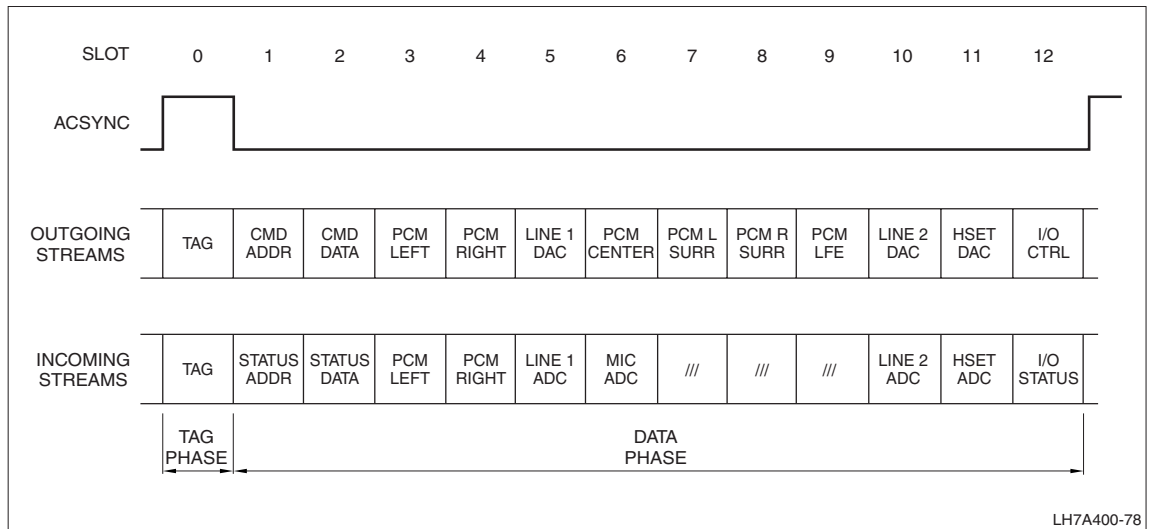 SLOT 0 1 2 3 4 5 6 7 8 9 10 11 12
ACSYNC
OUTGOING STREAMS
TAG
CMD ADDR
CMD DATA
PCM LEFT
PCM RIGHT
LINE 1 DAC
PCM CENTER
PCM L SURR
PCM R SURR
PCM LFE
LINE 2 DAC
HSET DAC
I/O CTRL
INCOMING STREAMS
TAG
STATUS ADDR
STATUS DATA
PCM LEFT
PCM RIGHT
LINE 1 ADC
MIC ADC
///
///
///
LINE 2 ADC
HSET ADC
I/O STATUS
TAG PHASE
DATA PHASE
LH7A400-78